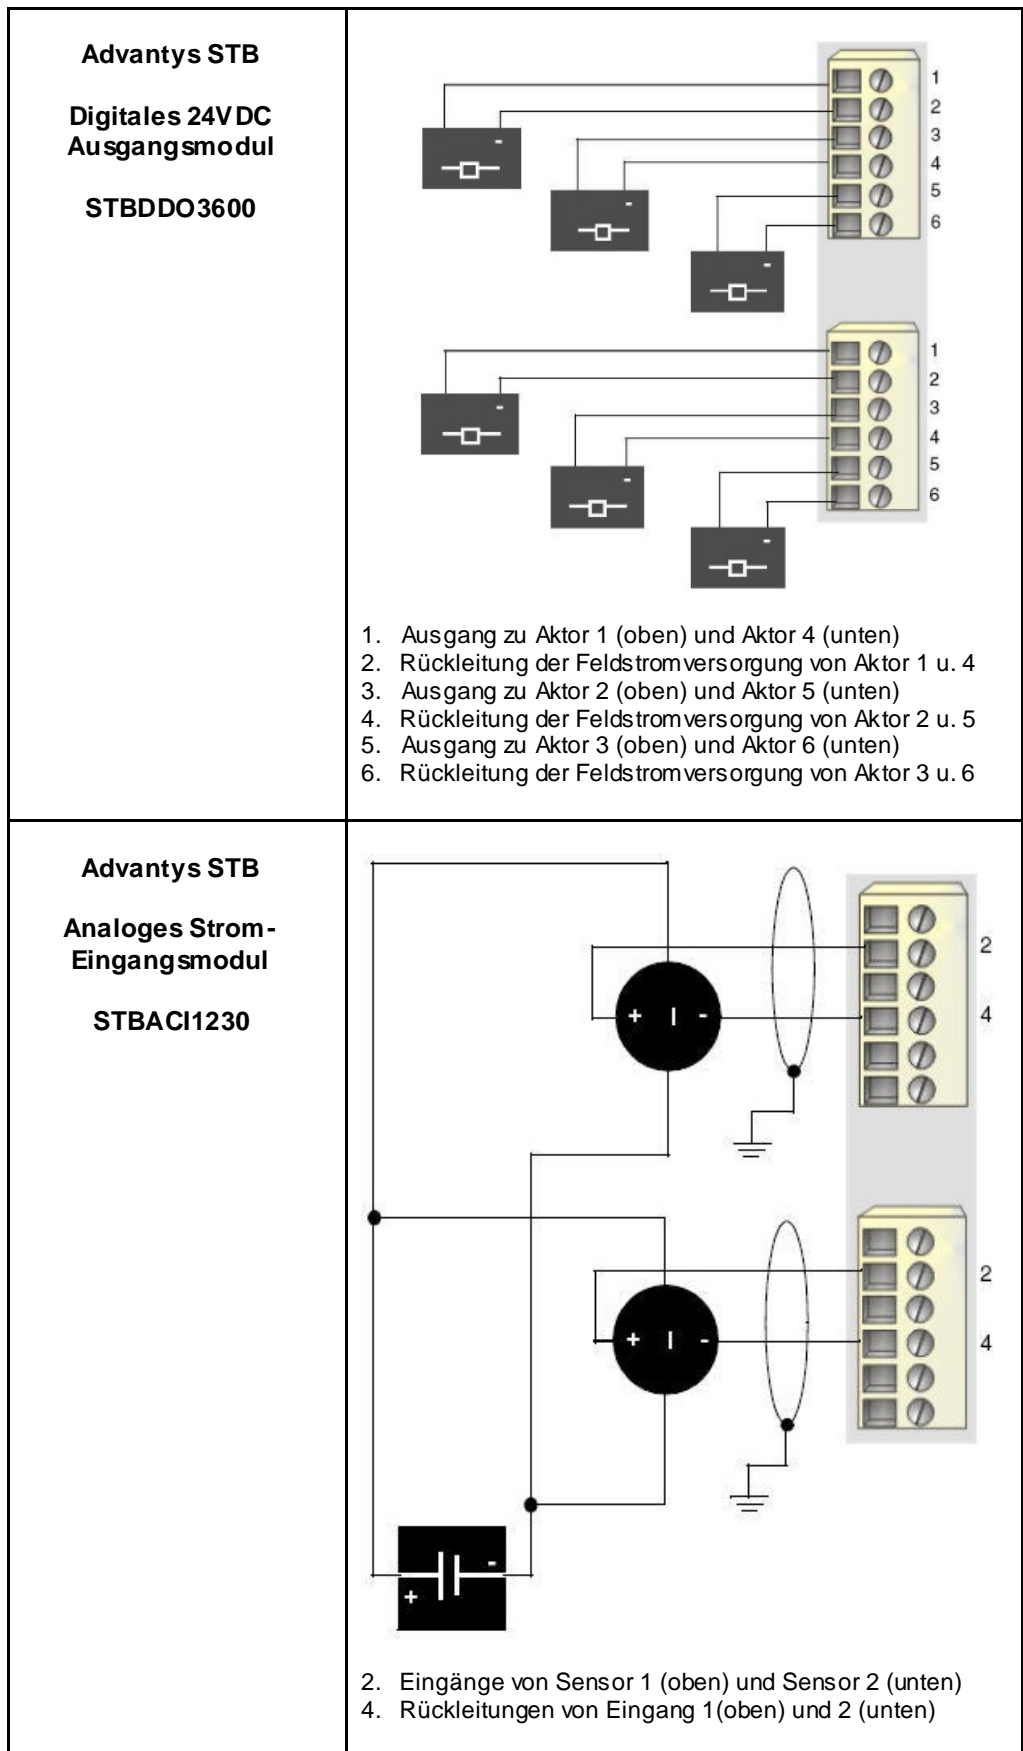 Advantys STB
Digitales 24VDC
Ausgangsmodul
STBDDO3600
1
2
3
4
5
6
1
2
3
4
5
6
-
-
-
-
-
-
1. Ausgang zu Aktor 1 (oben) und Aktor 4 (unten)
2. Rückleitung der Feldstromversorgung von Aktor 1 u. 4
3. Ausgang zu Aktor 2 (oben) und Aktor 5 (unten)
4. Rückleitung der Feldstromversorgung von Aktor 2 u. 5
5. Ausgang zu Aktor 3 (oben) und Aktor 6 (unten)
6. Rückleitung der Feldstromversorgung von Aktor 3 u. 6
Advantys STB
Analoges Strom-
Eingangsmodul
STBACI1230
2
+ I -
4
2
+ I -
4
-
+
2. Eingänge von Sensor 1 (oben) und Sensor 2 (unten)
4. Rückleitungen von Eingang 1(oben) und 2 (unten)